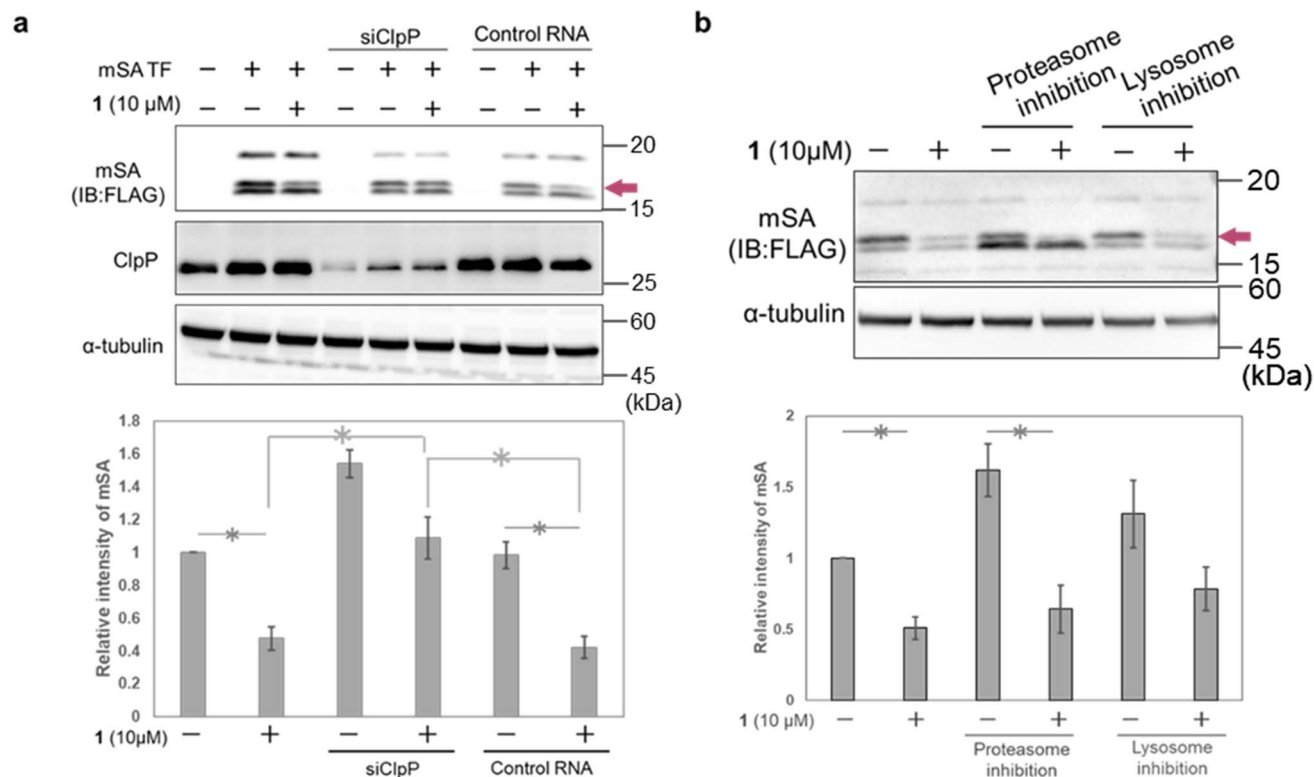 a
siClpP Control RNA
mSA TF − + + − + + − + +
1 (10 μM) − − + − − + − − +
mSA
(IB:FLAG)
20
15
ClpP
25
α-tubulin
60
45
(kDa)
Relative intensity of mSA
1.8
1.6
1.4
1.2
1
0.8
0.6
0.4
0.2
0
* * * *
1 (10μM) − + − + − +
siClpP Control RNA
b
Proteasome
inhibition
Lysosome
inhibition
1 (10μM) − + − + − +
mSA
(IB:FLAG)
20
15
α-tubulin
60
45
(kDa)
Relative intensity of mSA
2
1.5
1
0.5
0
* *
1 (10 μM) − + − + − +
Proteasome
inhibition
Lysosome
inhibition